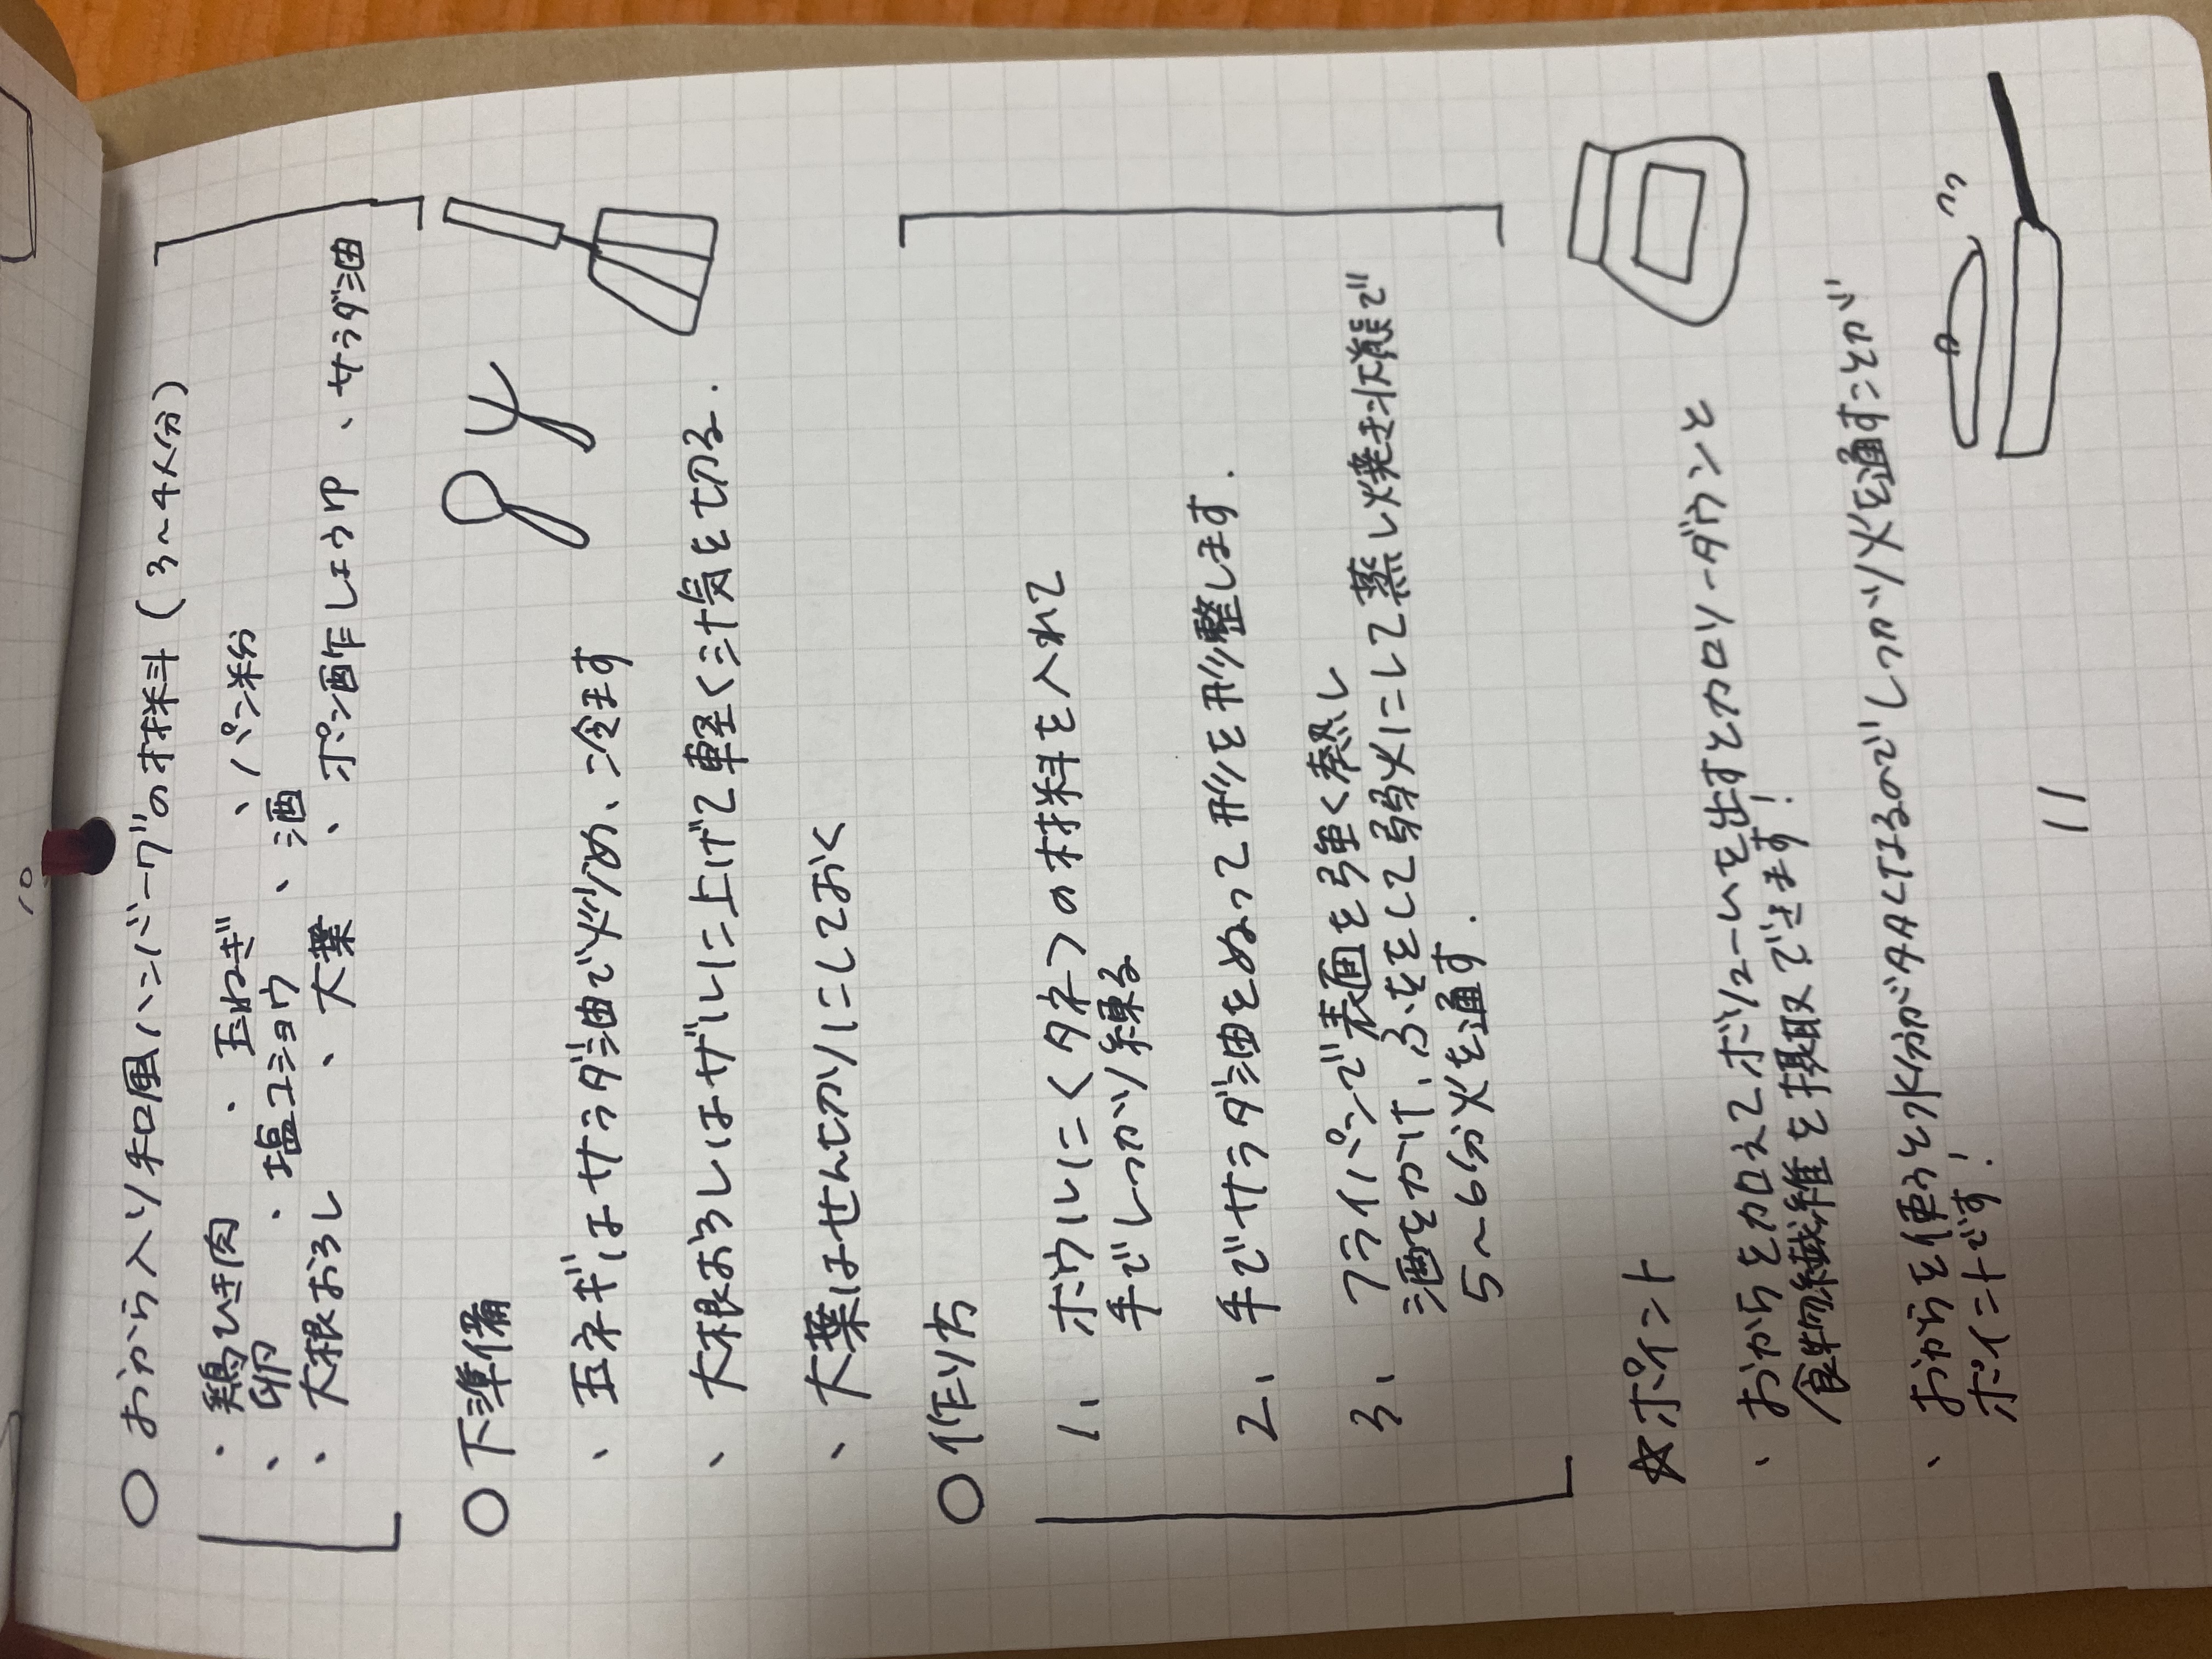 10
○ おから入り和風ハンバーグの材料(3〜4人分)
・鶏ひき肉 ・玉ねぎ 、パン粉
、卵 ・塩コショウ 、酒
・大根おろし 、大葉 、ポン酢しょうゆ 、サラダ油
○ 下準備
、玉ネギはサラダ油で炒め、冷ます
、大根おろしはザルに上げて軽く汁気を切る.
、大葉はせん切りにしておく
○ 作り方
1、ボウルに〈タネ〉の材料を入れて
手でしっかり練る
2、手でサラダ油をぬって形を形整します.
3、フライパンで表面を強く熱し
酒をかけ、ふたをして弱火にして蒸し焼き状態で
5〜6分火を通す.
☆ポイント
、おからを加えてボリュームを出すとカロリーダウンと
食物繊維を摂取できます!
、おからを使うと水分が多くなるのでしっかり火を通すことが
ポイントです!
11